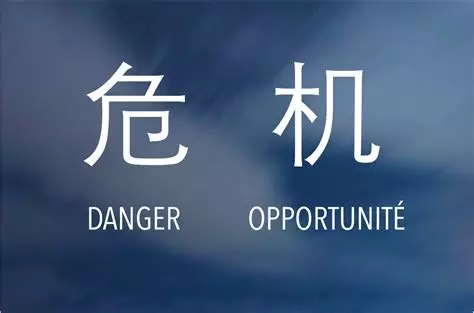 危 机
DANGER OPPORTUNITÉ